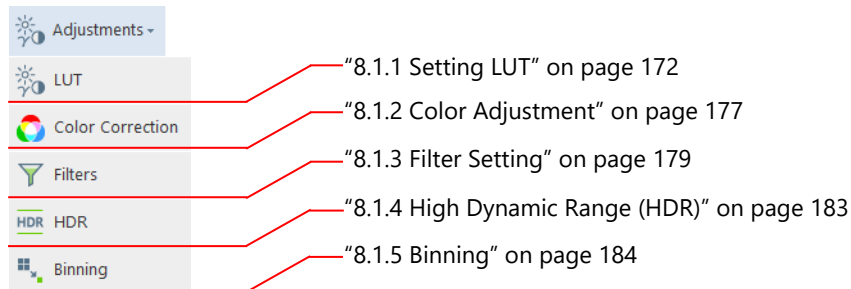 Adjustments
LUT
"8.1.1 Setting LUT" on page 172
Color Correction
"8.1.2 Color Adjustment" on page 177
Filters
"8.1.3 Filter Setting" on page 179
HDR HDR
"8.1.4 High Dynamic Range (HDR)" on page 183
Binning
"8.1.5 Binning" on page 184